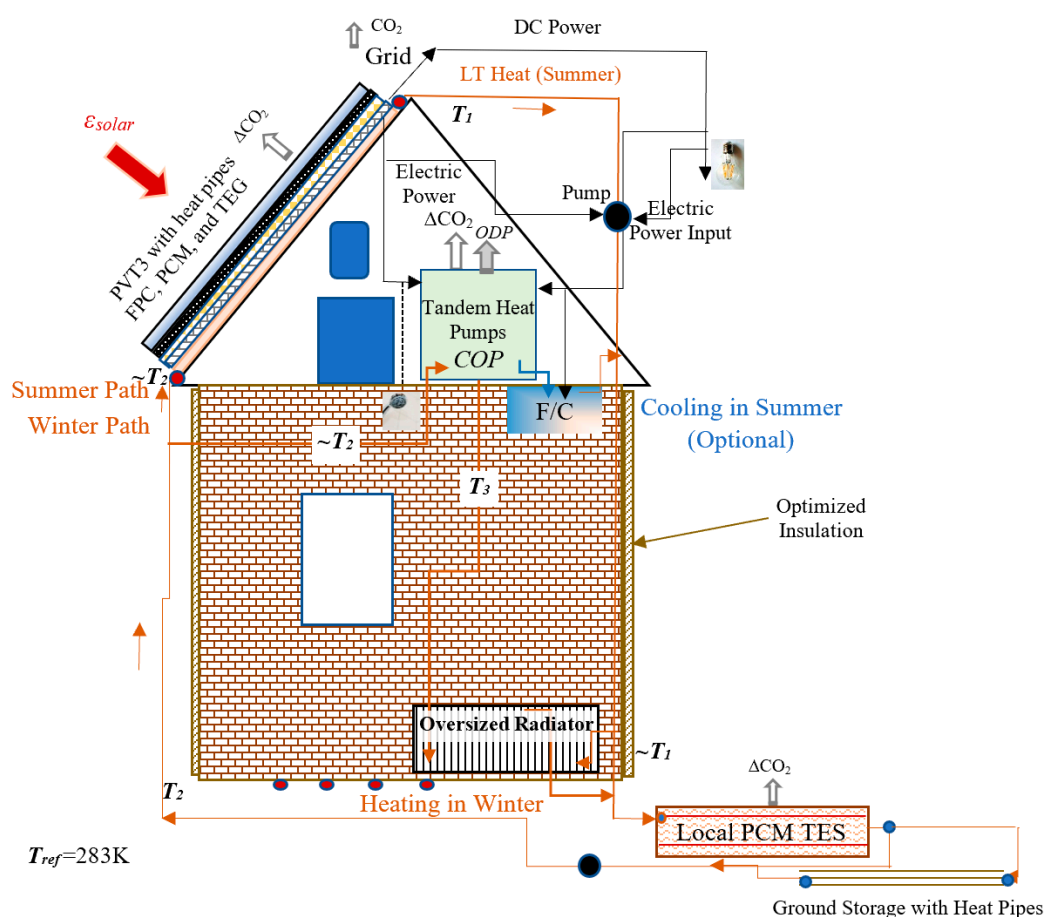 CO₂
Grid
DC Power
LT Heat (Summer)
T₁
εsolar
ΔCO₂
PVT3 with heat pipes
FPC, PCM, and TEG
Electric
Power
ΔCO₂
ODP
Pump
Electric
Power Input
Tandem Heat
Pumps
COP
~T₂
Summer Path
Winter Path
F/C
Cooling in Summer
(Optional)
~T₂
T₃
Optimized
Insulation
Oversized Radiator
~T₁
T₂
Heating in Winter
ΔCO₂
Local PCM TES
Tref=283K
Ground Storage with Heat Pipes